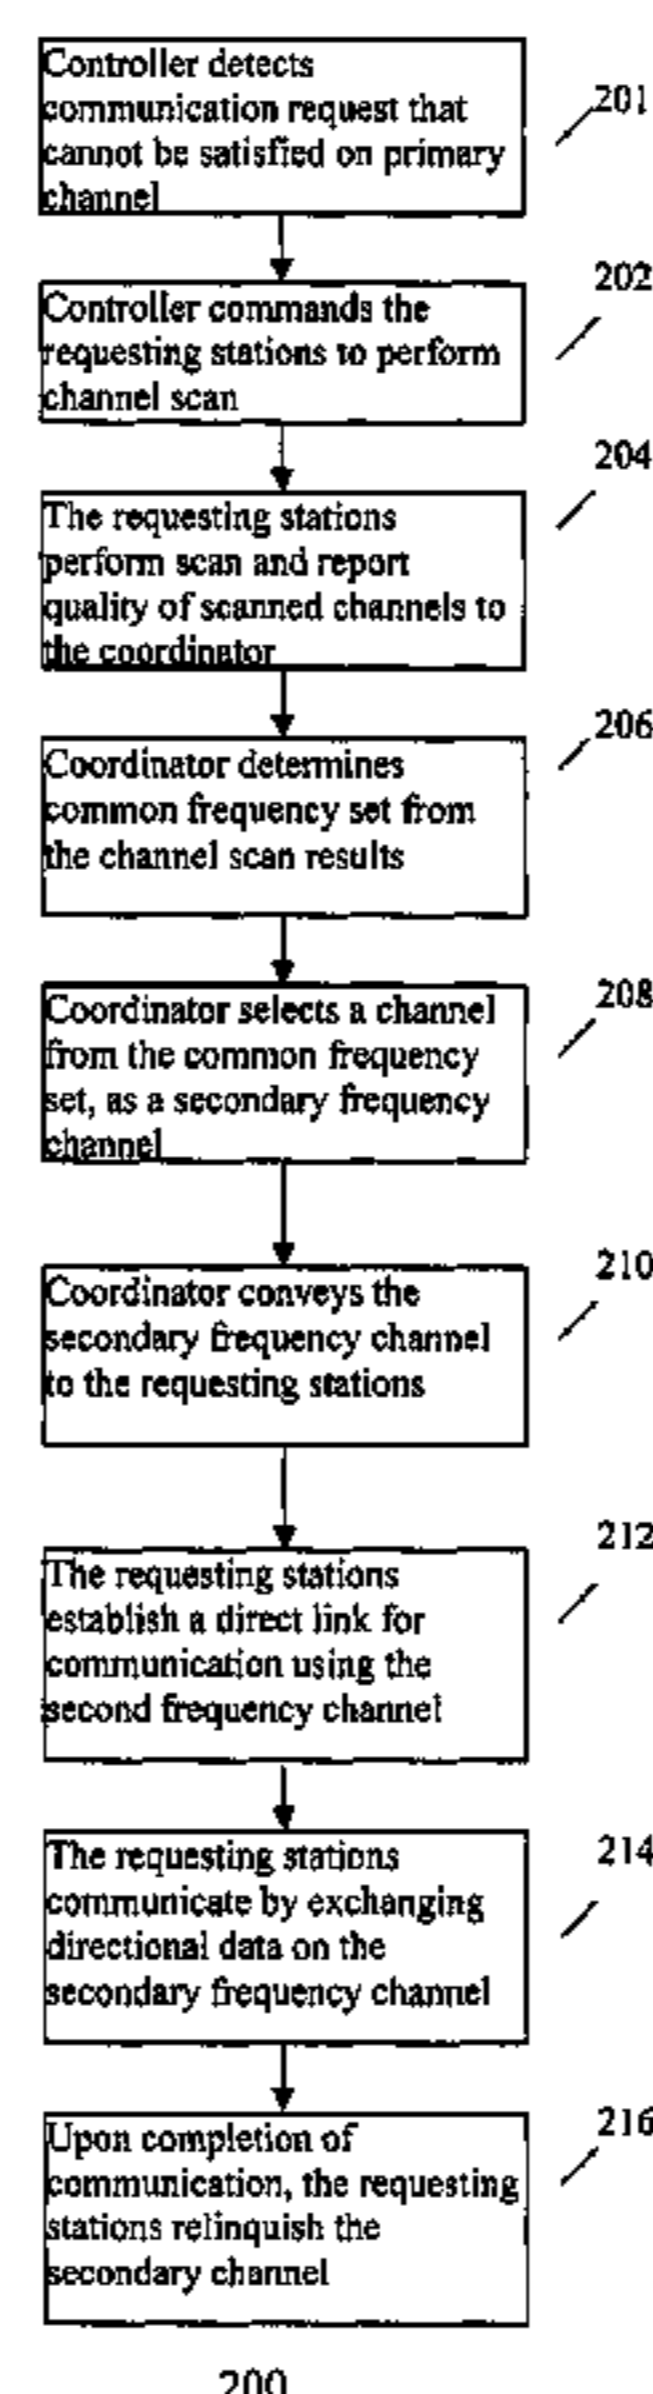 Controller detects
communication request that
cannot be satisfied on primary
channel
201
Controller commands the
requesting stations to perform
channel scan
202
The requesting stations
perform scan and report
quality of scanned channels to
the coordinator
204
Coordinator determines
common frequency set from
the channel scan results
206
Coordinator selects a channel
from the common frequency
set, as a secondary frequency
channel
208
Coordinator conveys the
secondary frequency channel
to the requesting stations
210
The requesting stations
establish a direct link for
communication using the
second frequency channel
212
The requesting stations
communicate by exchanging
directional data on the
secondary frequency channel
214
Upon completion of
communication, the requesting
stations relinquish the
secondary channel
216
200